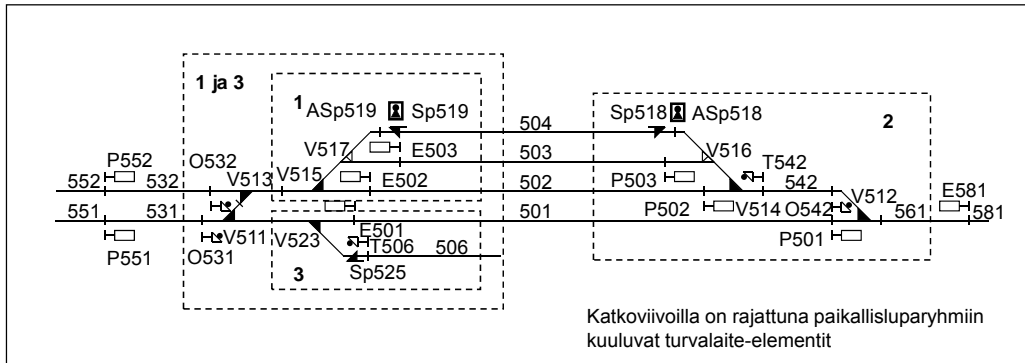 1 ja 3
1 ASp519 Sp519
Sp518 ASp518
2
504
V517
E503
503
V516
T542
P552
O532
V513
V515
E502
P503
552
532
502
542
V512
E581
551
531
501
P502
V514
O542
561
581
P551
V511
O531
V523
E501
T506
506
P501
3
Sp525
Katkoviivoilla on rajattuna paikallisluparyhmiin
kuuluvat turvalaite-elementit